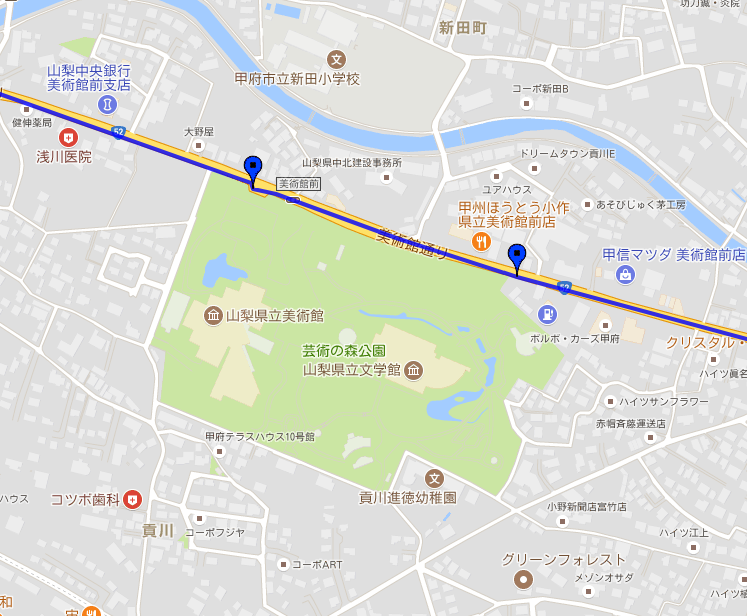 功刀鍼・灸院
新田町
山梨中央銀行
美術館前支店
甲府市立新田小学校
コーポ新田B
健伸薬局
52
大野屋
浅川医院
山梨県中北建設事務所
ドリームタウン貢川E
美術館前
ユアハウス
あそびじゅく茅工房
甲州ほうとう小作
県立美術館前店
美術館通り
甲信マツダ 美術館前店
52
山梨県立美術館
ボルボ・カーズ甲府
クリスタル・
芸術の森公園
山梨県立文学館
ハイツ眞名
ハイツサンフラワー
赤帽斉藤運送店
甲府テラスハウス10号館
貢川進徳幼稚園
ハウス
コツボ歯科
小野新聞店富竹店
貢川
コーポフジヤ
ハイツ江上
グリーンフォレスト
コーポART
メゾンオサダ
ハイツ
和